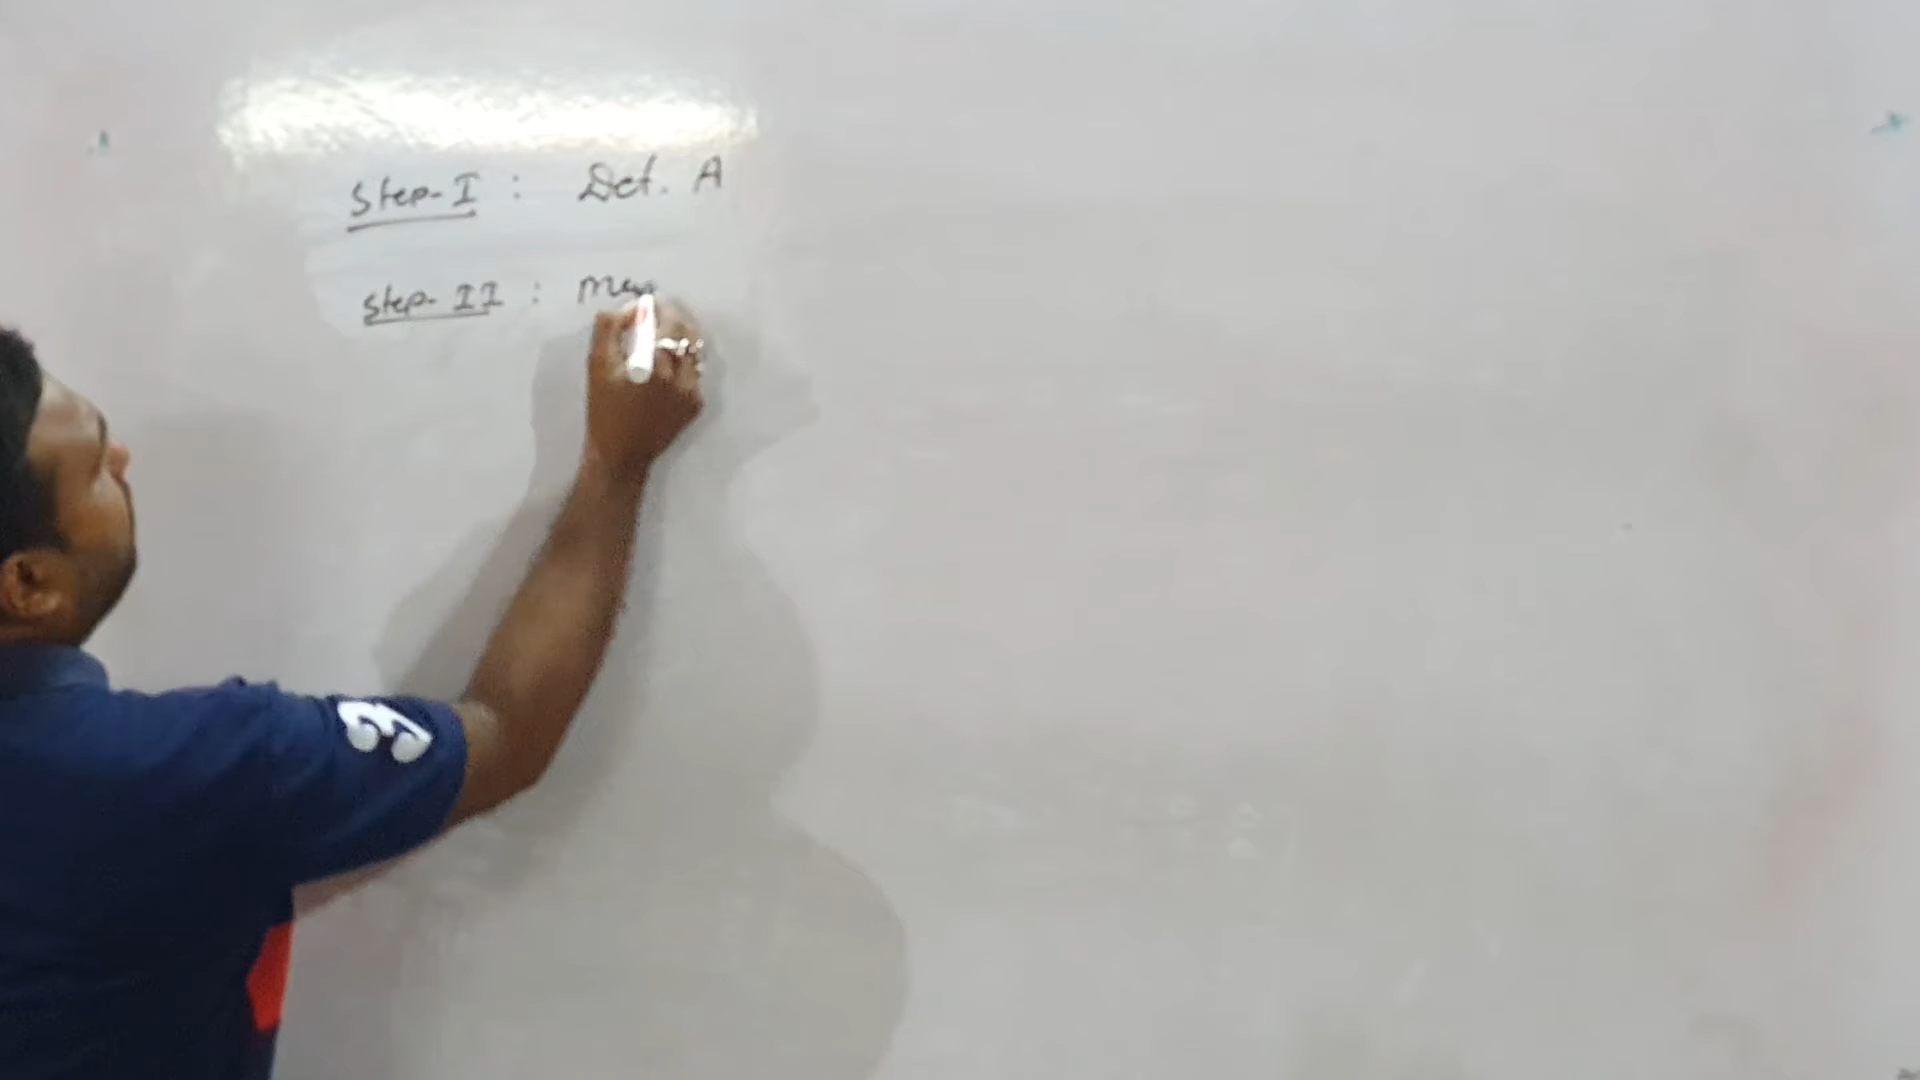 Step-I : Det. A
Step-II :